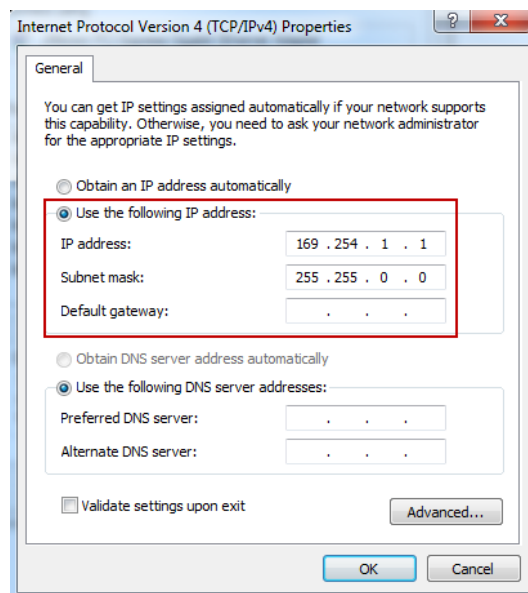 Internet Protocol Version 4 (TCP/IPv4) Properties
General
You can get IP settings assigned automatically if your network supports
this capability. Otherwise, you need to ask your network administrator
for the appropriate IP settings.
Obtain an IP address automatically
Use the following IP address:
IP address: 169 . 254 . 1 . 1
Subnet mask: 255 . 255 . 0 . 0
Default gateway: . . .
Obtain DNS server address automatically
Use the following DNS server addresses:
Preferred DNS server: . . .
Alternate DNS server: . . .
Validate settings upon exit
Advanced...
OK Cancel